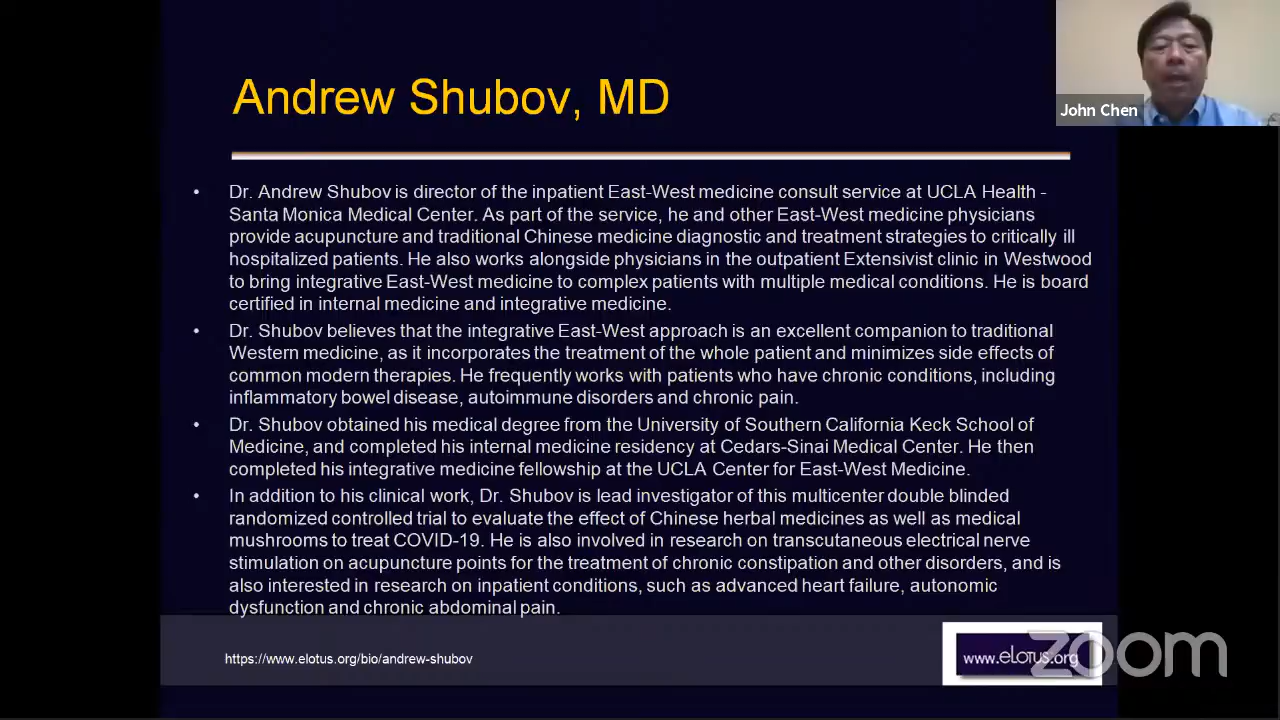 Andrew Shubov, MD
John Chen
• Dr. Andrew Shubov is director of the inpatient East-West medicine consult service at UCLA Health -
Santa Monica Medical Center. As part of the service, he and other East-West medicine physicians
provide acupuncture and traditional Chinese medicine diagnostic and treatment strategies to critically ill
hospitalized patients. He also works alongside physicians in the outpatient Extensivist clinic in Westwood
to bring integrative East-West medicine to complex patients with multiple medical conditions. He is board
certified in internal medicine and integrative medicine.
• Dr. Shubov believes that the integrative East-West approach is an excellent companion to traditional
Western medicine, as it incorporates the treatment of the whole patient and minimizes side effects of
common modern therapies. He frequently works with patients who have chronic conditions, including
inflammatory bowel disease, autoimmune disorders and chronic pain.
• Dr. Shubov obtained his medical degree from the University of Southern California Keck School of
Medicine, and completed his internal medicine residency at Cedars-Sinai Medical Center. He then
completed his integrative medicine fellowship at the UCLA Center for East-West Medicine.
• In addition to his clinical work, Dr. Shubov is lead investigator of this multicenter double blinded
randomized controlled trial to evaluate the effect of Chinese herbal medicines as well as medical
mushrooms to treat COVID-19. He is also involved in research on transcutaneous electrical nerve
stimulation on acupuncture points for the treatment of chronic constipation and other disorders, and is
also interested in research on inpatient conditions, such as advanced heart failure, autonomic
dysfunction and chronic abdominal pain.
https://www.elotus.org/bio/andrew-shubov
www.eLotus.org
zoom